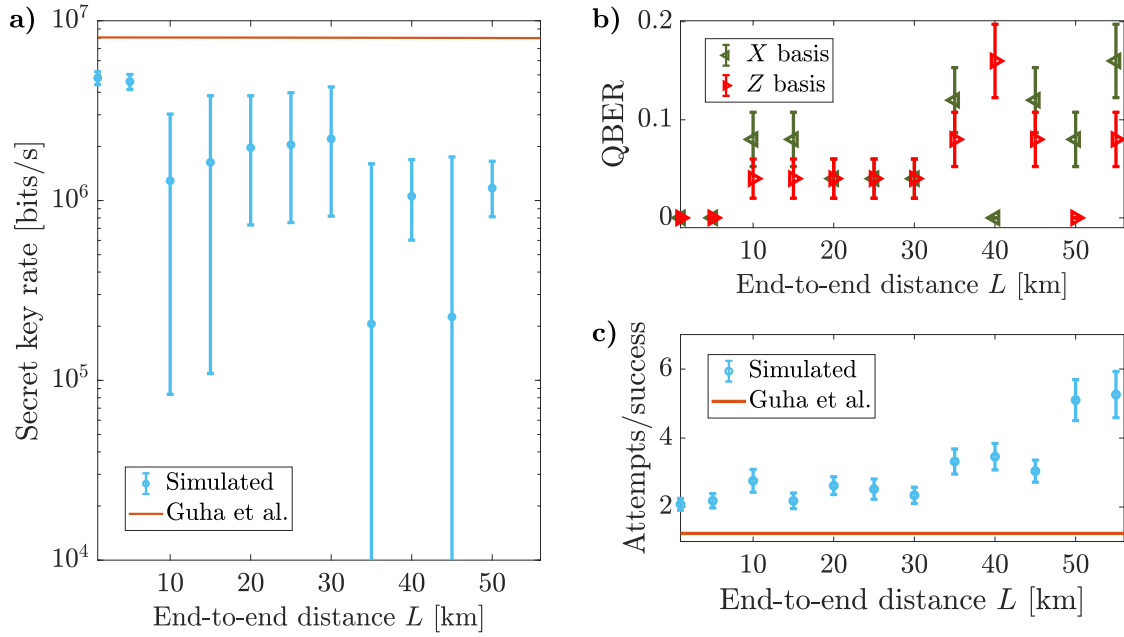 a)
10^7
10^6
10^5
10^4
Secret key rate [bits/s]
Simulated
Guha et al.
10 20 30 40 50
End-to-end distance L [km]
b)
0.2
0.1
0
QBER
X basis
Z basis
10 20 30 40 50
End-to-end distance L [km]
c)
6
4
2
Attempts/success
Simulated
Guha et al.
10 20 30 40 50
End-to-end distance L [km]